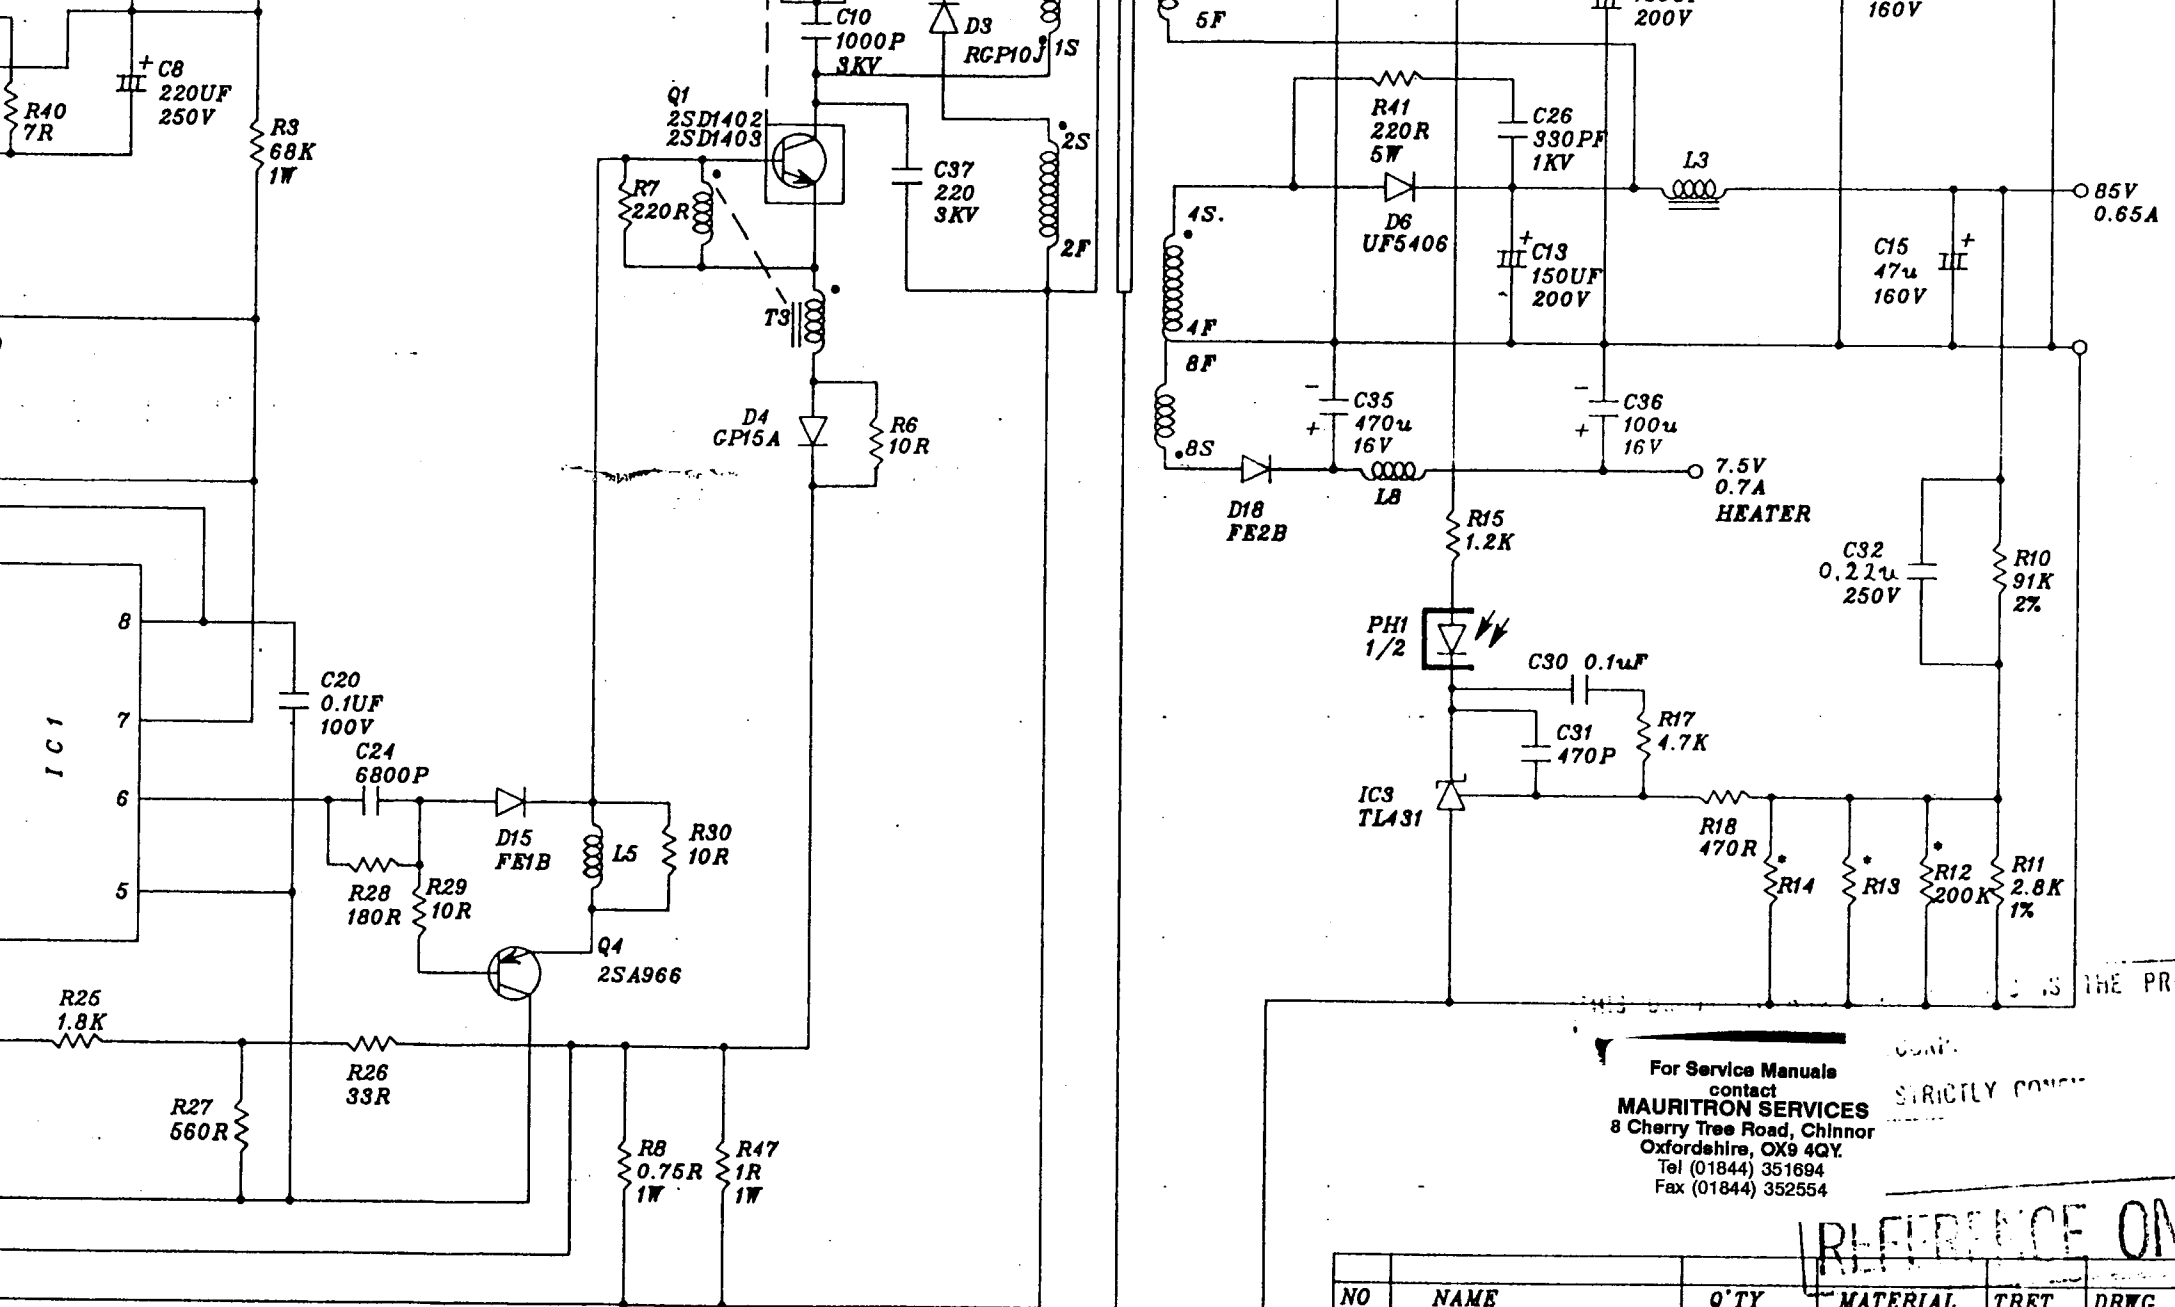 C8
220UF
250V
R40
7R
R3
68K
1W
C10
1000P
3KV
D3
RGP10J
1S
Q1
2SD1402
2SD1403
R7
220R
C37
220
3KV
2S
2F
T3
D4
GP15A
R6
10R
5F
200V
160V
R41
220R
5W
C26
330PF
1KV
L3
85V
0.65A
4S.
D6
UF5406
C13
150UF
200V
C15
47u
160V
4F
8F
C35
470u
16V
C36
100u
16V
8S
D18
FE2B
L8
7.5V
0.7A
HEATER
R15
1.2K
C32
0.22u
250V
R10
91K
2%
PH1
1/2
C30 0.1uF
C31
470P
R17
4.7K
IC3
TL431
R18
470R
R14
R13
R12
200K
R11
2.8K
1%
8
7
6
5
IC1
C20
0.1UF
100V
C24
6800P
D15
FE1B
L5
R30
10R
R28
180R
R29
10R
Q4
2SA966
R25
1.8K
R26
33R
R27
560R
R8
0.75R
1W
R47
1R
1W
IS THE PR
STRICTLY
For Service Manuals
contact
MAURITRON SERVICES
8 Cherry Tree Road, Chinnor
Oxfordshire, OX9 4QY.
Tel (01844) 351694
Fax (01844) 352554
REFERENCE ON
NO NAME Q'TY MATERIAL TRET DRWG